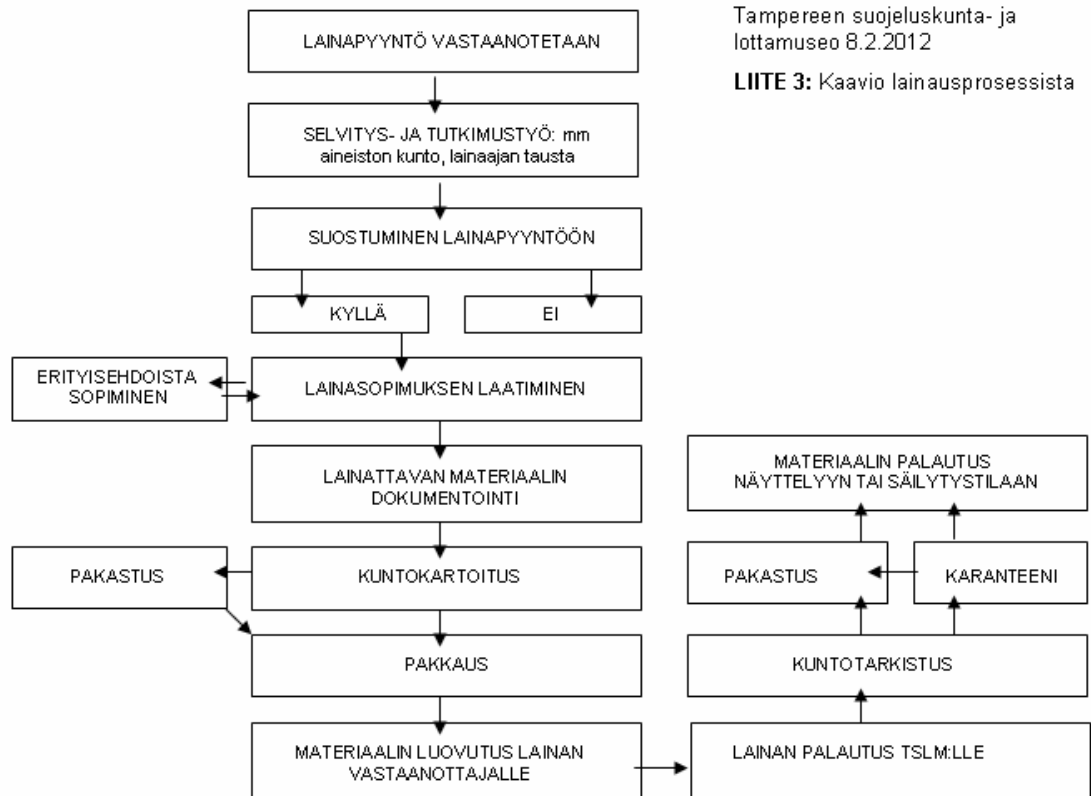 Tampereen suojeluskunta- ja
lottamuseo 8.2.2012
LIITE 3: Kaavio lainausprosessista
LAINAPYYNTÖ VASTAANOTETAAN
SELVITYS- JA TUTKIMUSTYÖ: mm
aineiston kunto, lainaajan tausta
SUOSTUMINEN LAINAPYYNTÖÖN
KYLLÄ
EI
ERITYISEHDOISTA
SOPIMINEN
LAINASOPIMUKSEN LAATIMINEN
LAINATTAVAN MATERIAALIN
DOKUMENTOINTI
PAKASTUS
KUNTOKARTOITUS
PAKKAUS
MATERIAALIN LUOVUTUS LAINAN
VASTAANOTTAJALLE
LAINAN PALAUTUS TSLM:LLE
KUNTOTARKISTUS
PAKASTUS
KARANTEENI
MATERIAALIN PALAUTUS
NÄYTTELYYN TAI SÄILYTYSTILAAN